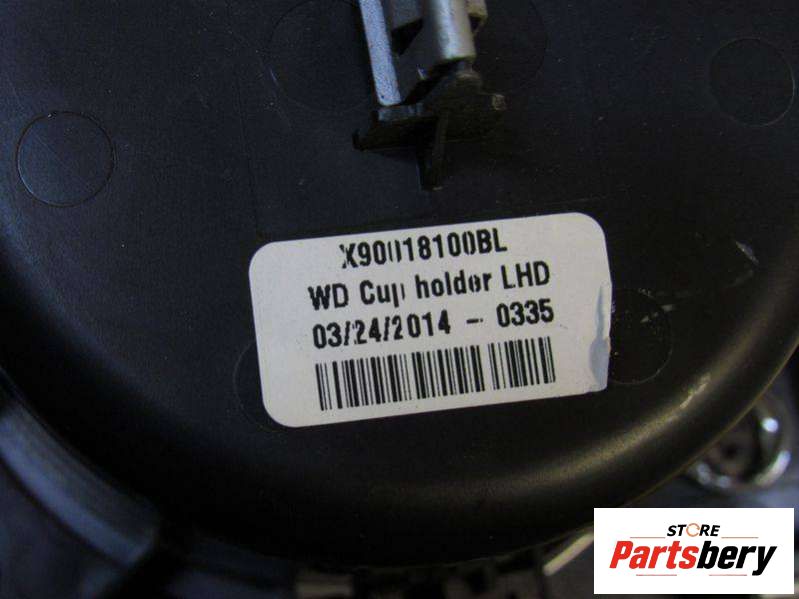 X90018100BL
WD Cup holder LHD
03/24/2014 - 0335
STORE
Partsbery